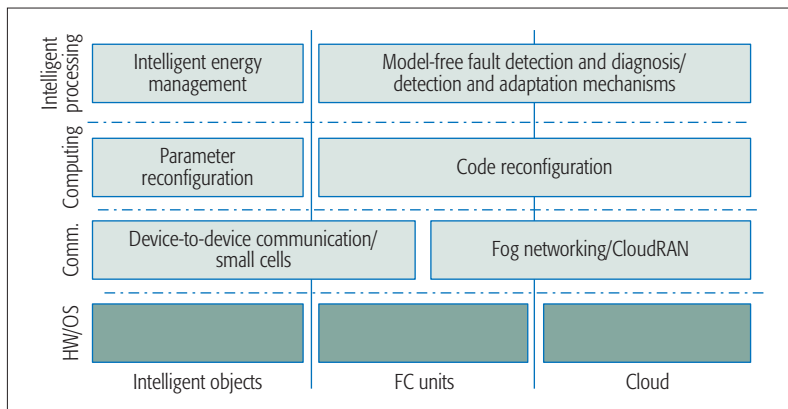 Intelligent
processing
Intelligent energy
management
Model-free fault detection and diagnosis/
detection and adaptation mechanisms
Computing
Parameter
reconfiguration
Code reconfiguration
Comm.
Device-to-device communication/
small cells
Fog networking/CloudRAN
HW/OS
Intelligent objects
FC units
Cloud